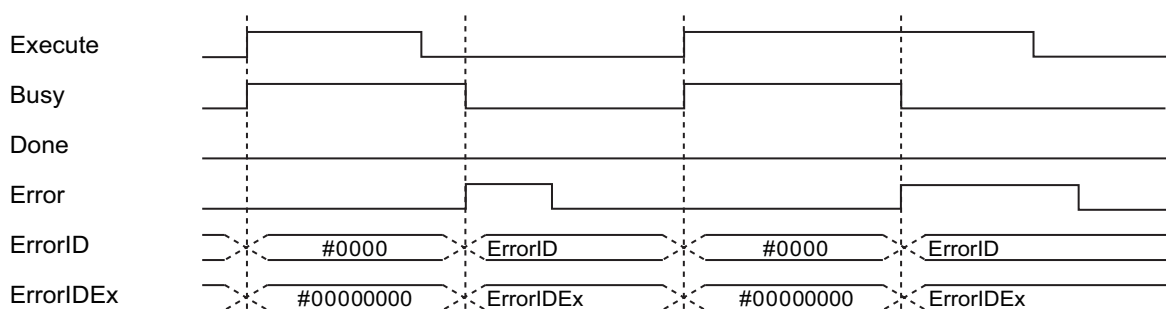 Execute
Busy
Done
Error
ErrorID #0000 ErrorID #0000 ErrorID
ErrorIDEx #00000000 ErrorIDEx #00000000 ErrorIDEx